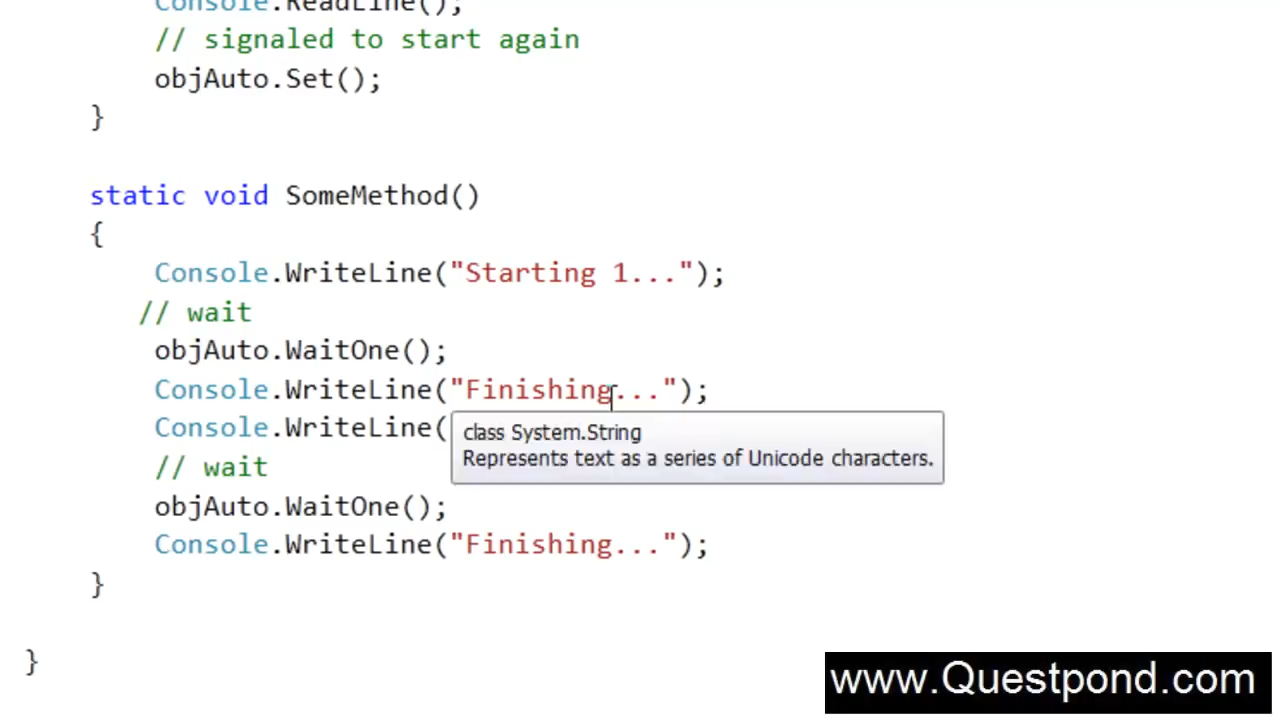 Console.ReadLine();
// signaled to start again
objAuto.Set();
}
static void SomeMethod()
{
Console.WriteLine("Starting 1...");
// wait
objAuto.WaitOne();
Console.WriteLine("Finishing...");
Console.WriteLine(
class System.String
Represents text as a series of Unicode characters.
// wait
objAuto.WaitOne();
Console.WriteLine("Finishing...");
}
}
www.Questpond.com